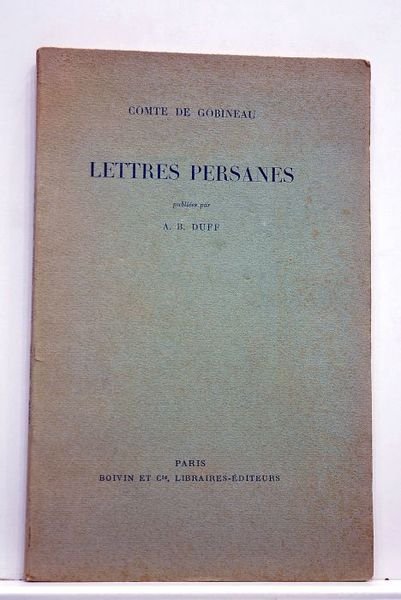 COMTE DE GOBINEAU
LETTRES PERSANES
publiées par
A. B. DUFF
PARIS
BOIVIN ET Cie, LIBRAIRES-ÉDITEURS